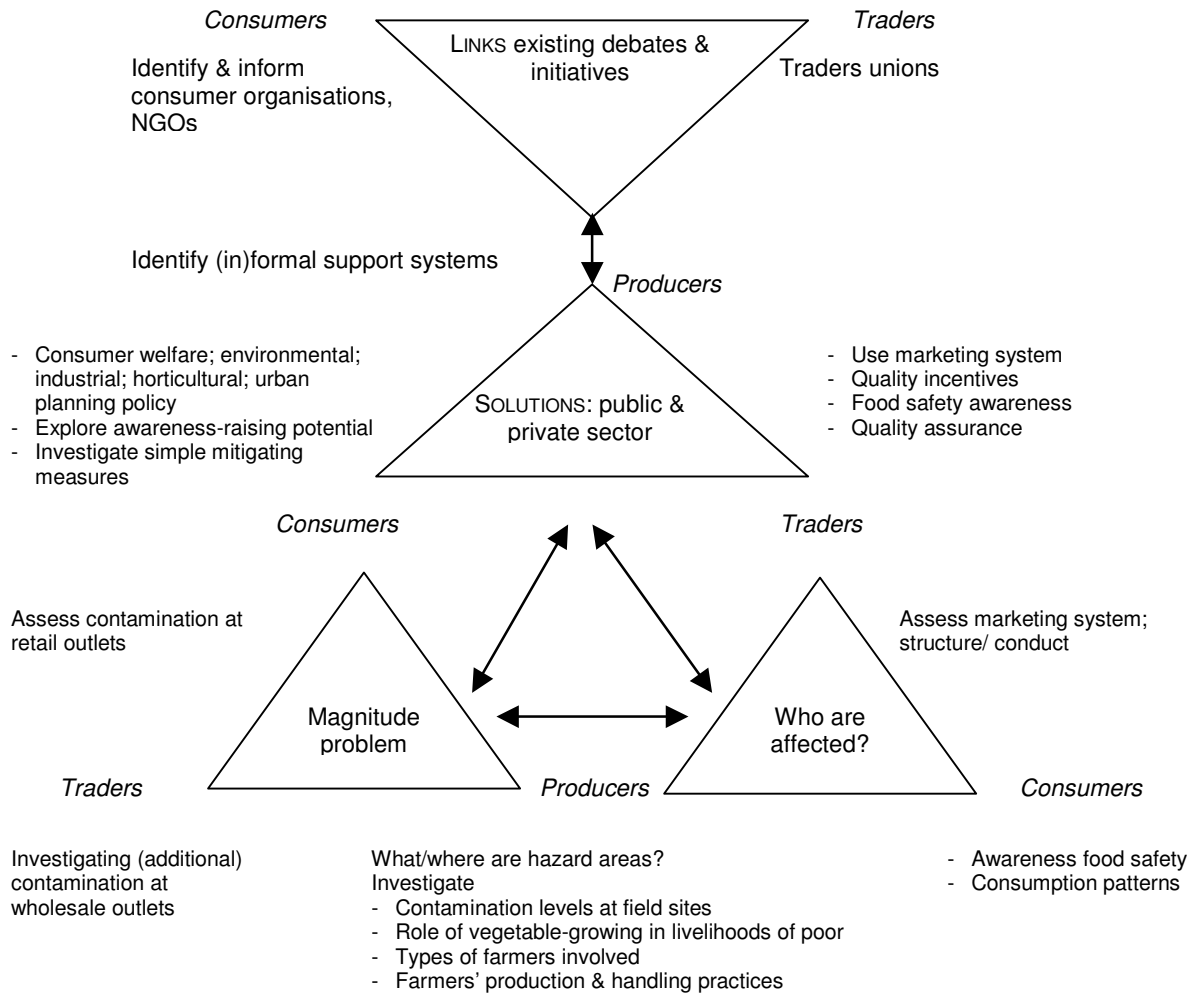 Consumers
Traders
LINKS existing debates &
initiatives
Identify & inform
consumer organisations,
NGOs
Traders unions
Identify (in)formal support systems
Producers
- Consumer welfare; environmental;
industrial; horticultural; urban
planning policy
- Explore awareness-raising potential
- Investigate simple mitigating
measures
SOLUTIONS: public &
private sector
- Use marketing system
- Quality incentives
- Food safety awareness
- Quality assurance
Consumers
Traders
Assess contamination at
retail outlets
Assess marketing system;
structure/ conduct
Magnitude
problem
Who are
affected?
Traders
Producers
Consumers
Investigating (additional)
contamination at
wholesale outlets
What/where are hazard areas?
Investigate
- Contamination levels at field sites
- Role of vegetable-growing in livelihoods of poor
- Types of farmers involved
- Farmers' production & handling practices
- Awareness food safety
- Consumption patterns